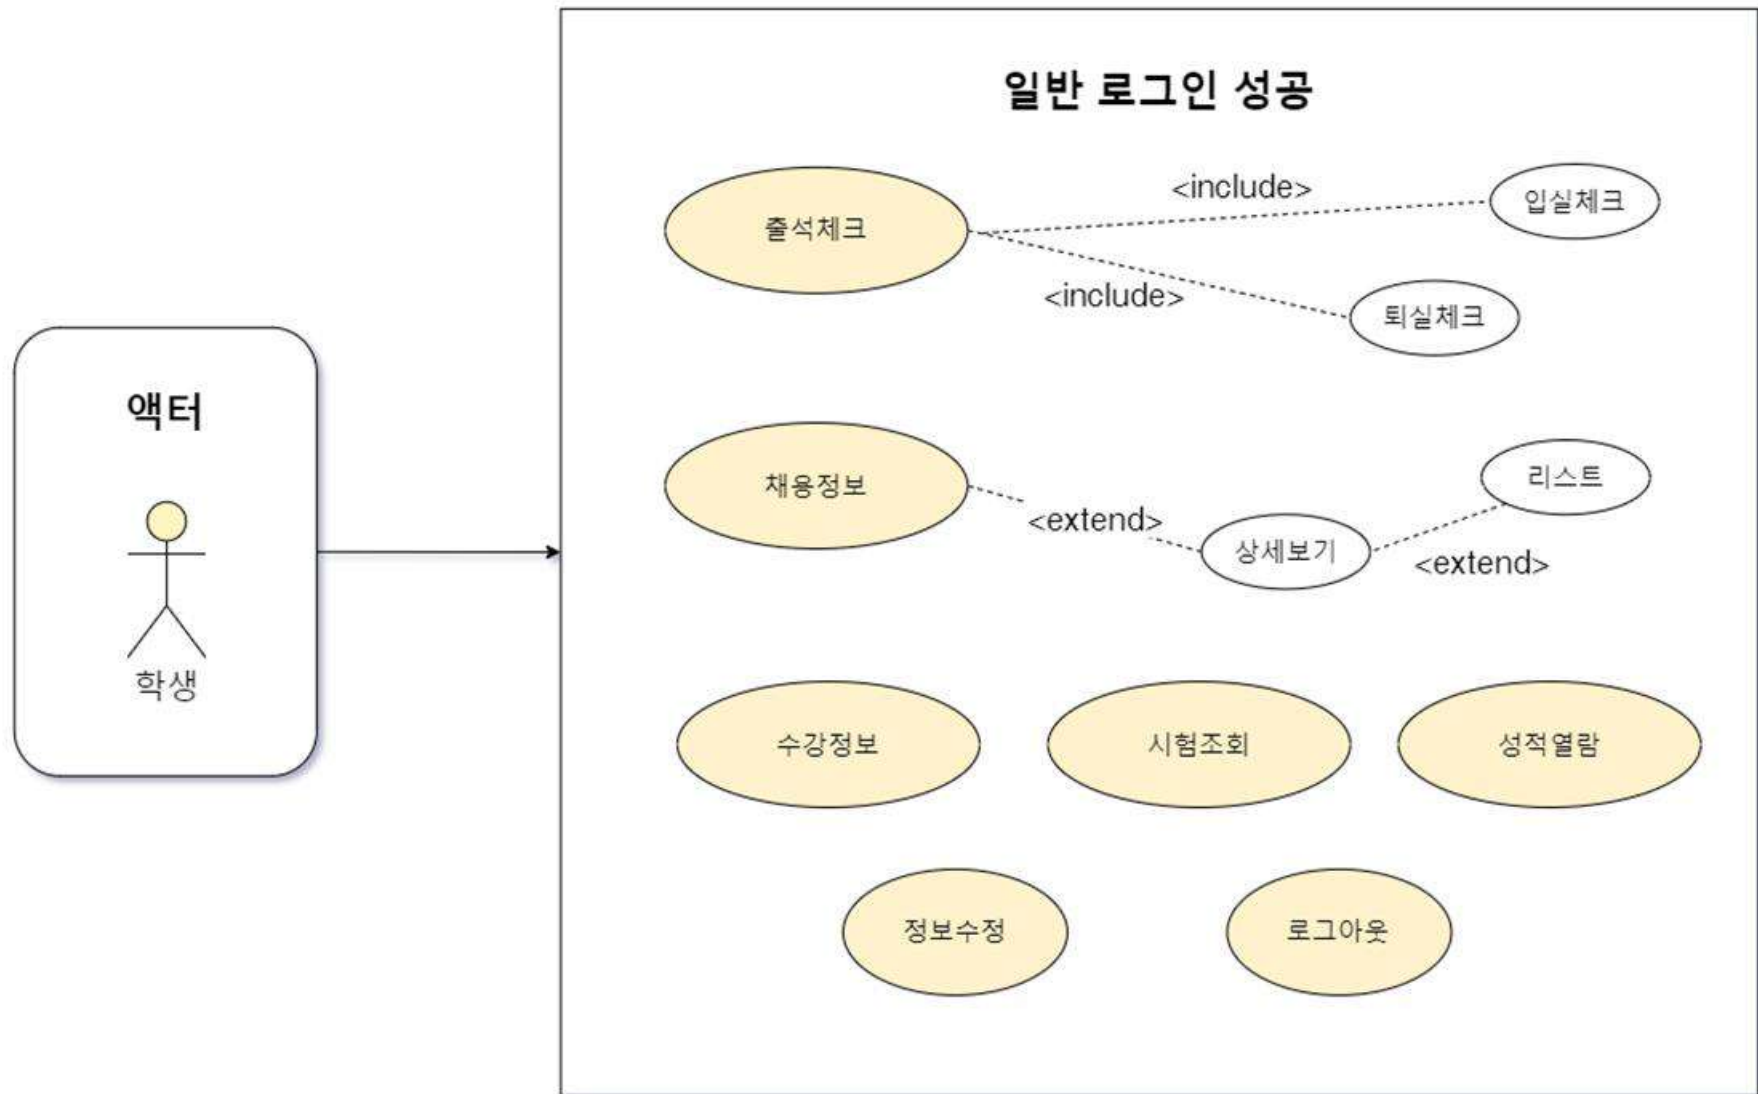 일반 로그인 성공
출석체크
<include>
입실체크
<include>
퇴실체크
액터
학생
채용정보
<extend>
상세보기
리스트
<extend>
수강정보
시험조회
성적열람
정보수정
로그아웃